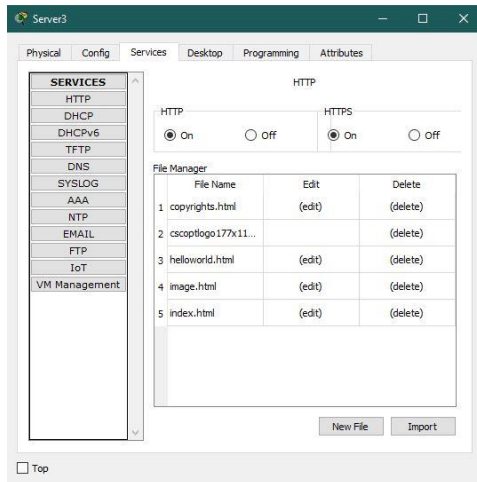 Server3
Physical Config Services Desktop Programming Attributes
SERVICES
HTTP
DHCP
DHCPv6
TFTP
DNS
SYSLOG
AAA
NTP
EMAIL
FTP
IoT
VM Management
HTTP
HTTP
On Off
HTTPS
On Off
File Manager
File Name Edit Delete
1 copyrights.html (edit) (delete)
2 cscoptlogo177x11... (delete)
3 helloworld.html (edit) (delete)
4 image.html (edit) (delete)
5 index.html (edit) (delete)
New File Import
Top